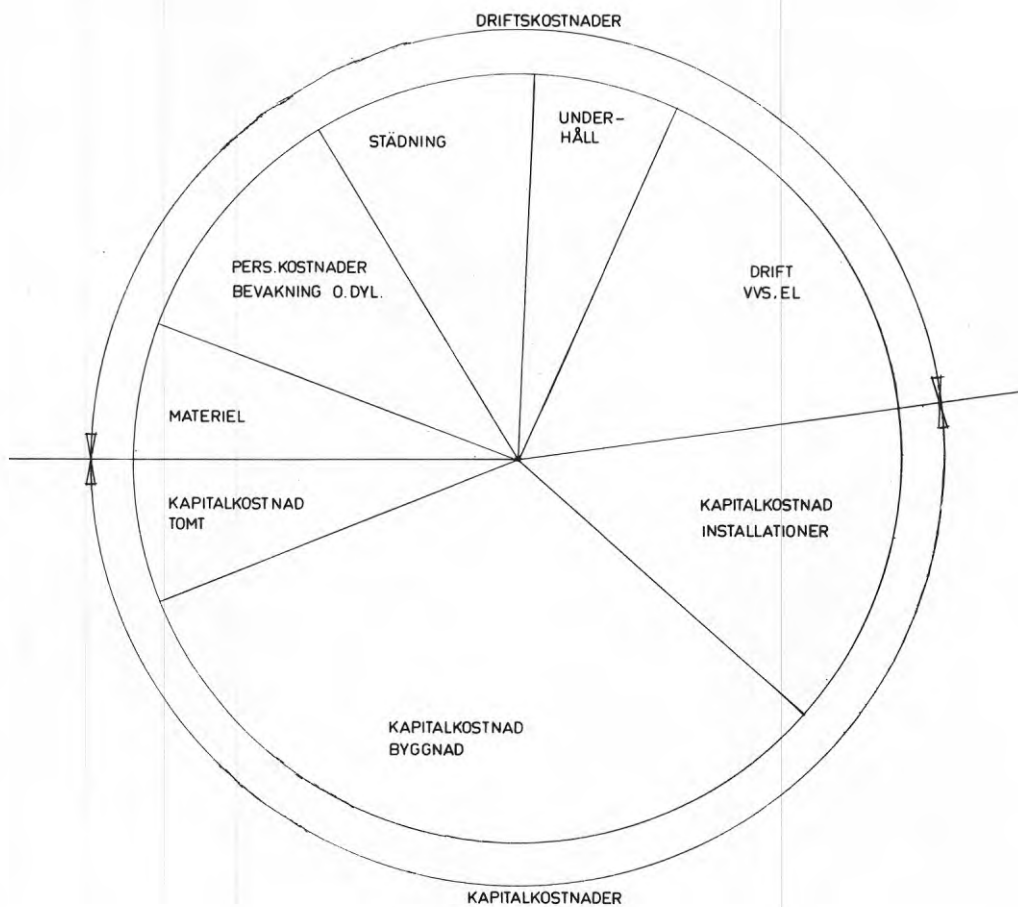 DRIFTSKOSTNADER
STÄDNING
UNDER-
HÅLL
PERS.KOSTNADER
BEVAKNING O.DYL.
DRIFT
VVS.EL
MATERIEL
KAPITALKOSTNAD
TOMT
KAPITALKOSTNAD
INSTALLATIONER
KAPITALKOSTNAD
BYGGNAD
KAPITALKOSTNADER